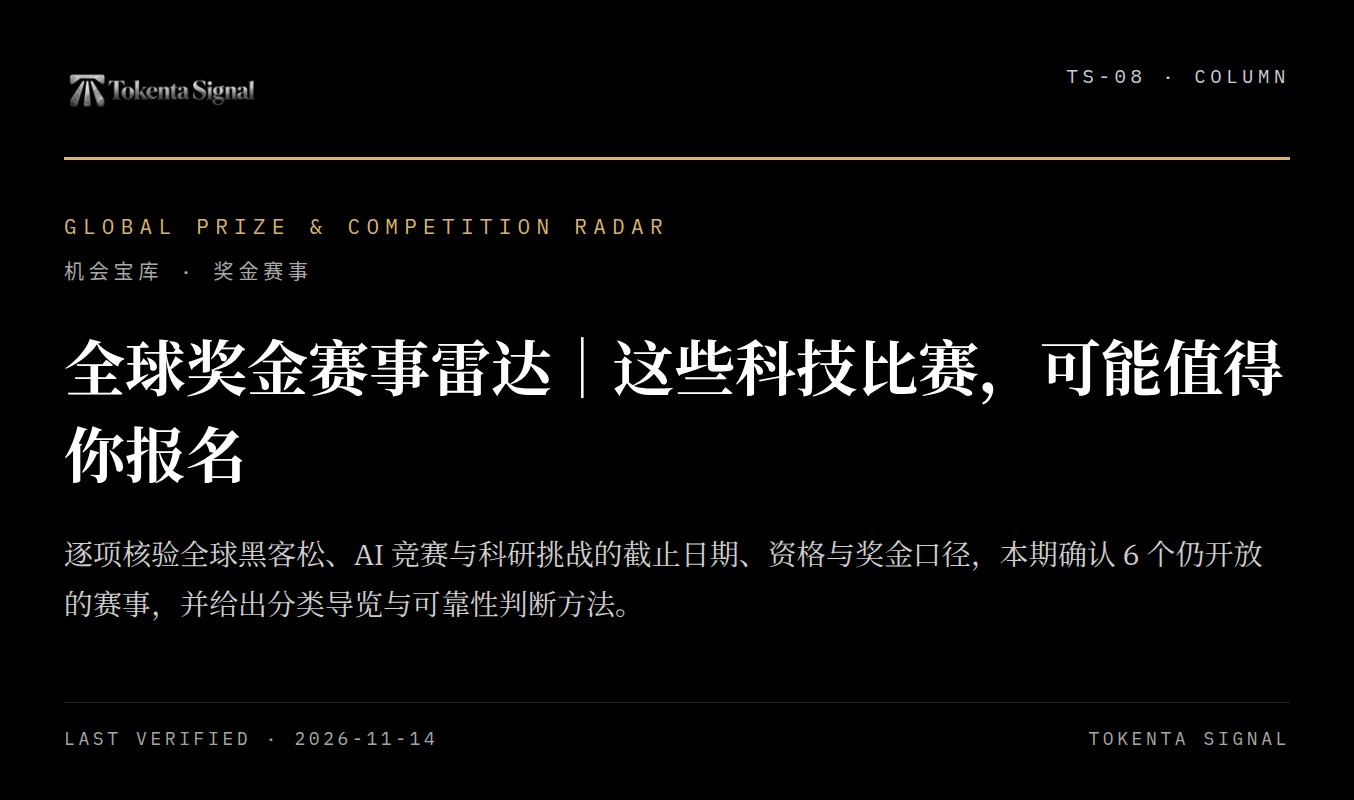 Tokenta Signal
TS-08 · COLUMN
GLOBAL PRIZE & COMPETITION RADAR
机会宝库 · 奖金赛事
全球奖金赛事雷达｜这些科技比赛，可能值得
你报名
逐项核验全球黑客松、AI 竞赛与科研挑战的截止日期、资格与奖金口径，本期确认 6 个仍开放
的赛事，并给出分类导览与可靠性判断方法。
LAST VERIFIED · 2026-11-14
TOKENTA SIGNAL